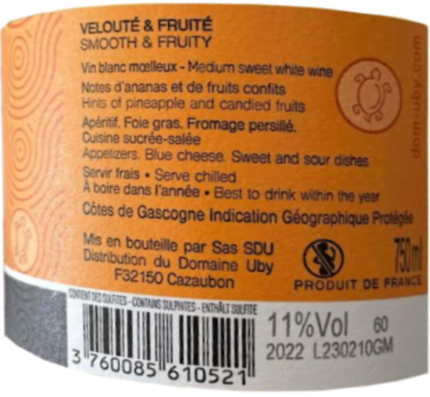 VELOUTÉ & FRUITÉ
SMOOTH & FRUITY
Vin blanc mœlleux - Medium sweet white wine
Notes d'ananas et de fruits confits
Hints of pineapple and candied fruits
Apéritif. Foie gras. Fromage persillé.
Cuisine sucrée-salée
Appetizers. Blue cheese. Sweet and sour dishes
Servir frais • Serve chilled
À boire dans l'année • Best to drink within the year
Côtes de Gascogne Indication Géographique Protégée
Mis en bouteille par Sas SDU
Distribution du Domaine Uby
F32150 Cazaubon
dom-uby.com
750 ml
PRODUIT DE FRANCE
CONTIENT DES SULFITES - CONTAINS SULPHITES - ENTHÄLT SULFITE
3 760085 610521
11%Vol 60
2022 L230210GM